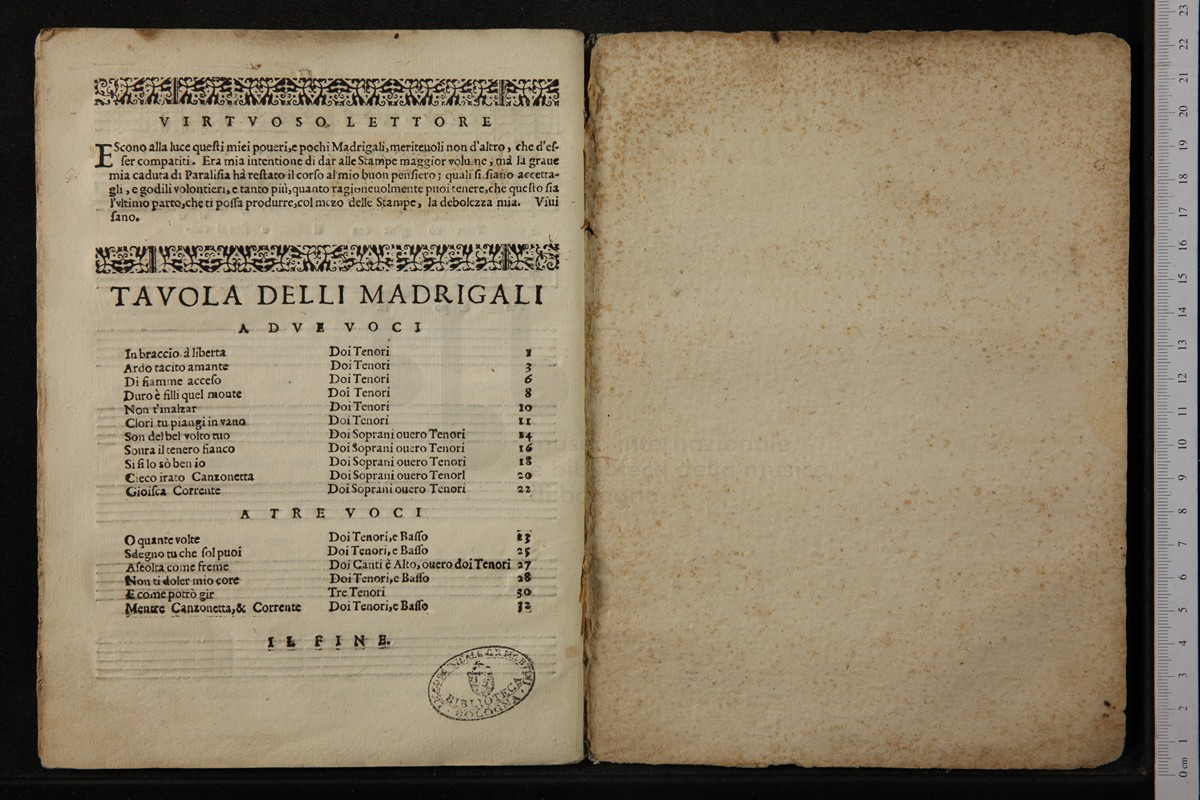 VIRTVOSO LETTORE
EScono alla luce questi miei poueri,e pochi Madrigali,meriteuoli non d'altro, che d'es-
ser compatiti. Era mia intentione di dar alle Stampe maggior volume, mà la graue
mia caduta di Paralisia hà restato il corso al mio buon pensiero; quali si siano accetta-
gli, e godili volontieri, e tanto più,quanto ragioneuolmente puoi tenere,che questo sia
l'vltimo parto,che ti possa produrre,col mezo delle Stampe, la debolezza mia. Viui
sano.
TAVOLA DELLI MADRIGALI
A DVE VOCI
In braccio à liberta Doi Tenori 1
Ardo tacito amante Doi Tenori 3
Di fiamme acceso Doi Tenori 6
Duro è filli quel monte Doi Tenori 8
Non t'inalzar Doi Tenori 10
Clori tu piangi in vano Doi Tenori 11
Son del bel volto tuo Doi Soprani ouero Tenori 14
Soura il tenero fianco Doi Soprani ouero Tenori 16
Si si lo sò ben io Doi Soprani ouero Tenori 18
Cieco irato Canzonetta Doi Soprani ouero Tenori 20
Gioisca Corrente Doi Soprani ouero Tenori 22
A TRE VOCI
O quante volte Doi Tenori,e Basso 23
Sdegno tu che sol puoi Doi Tenori,e Basso 25
Ascolta come freme Doi Canti è Alto, ouero doi Tenori 27
Non ti doler mio core Doi Tenori,e Basso 28
E come potrò gir Tre Tenori 30
Mentre Canzonetta,& Corrente Doi Tenori,e Basso 32
IL FINE.
BIBLIOTECA
BOLOGNA
museo internazionale
e biblioteca della musica